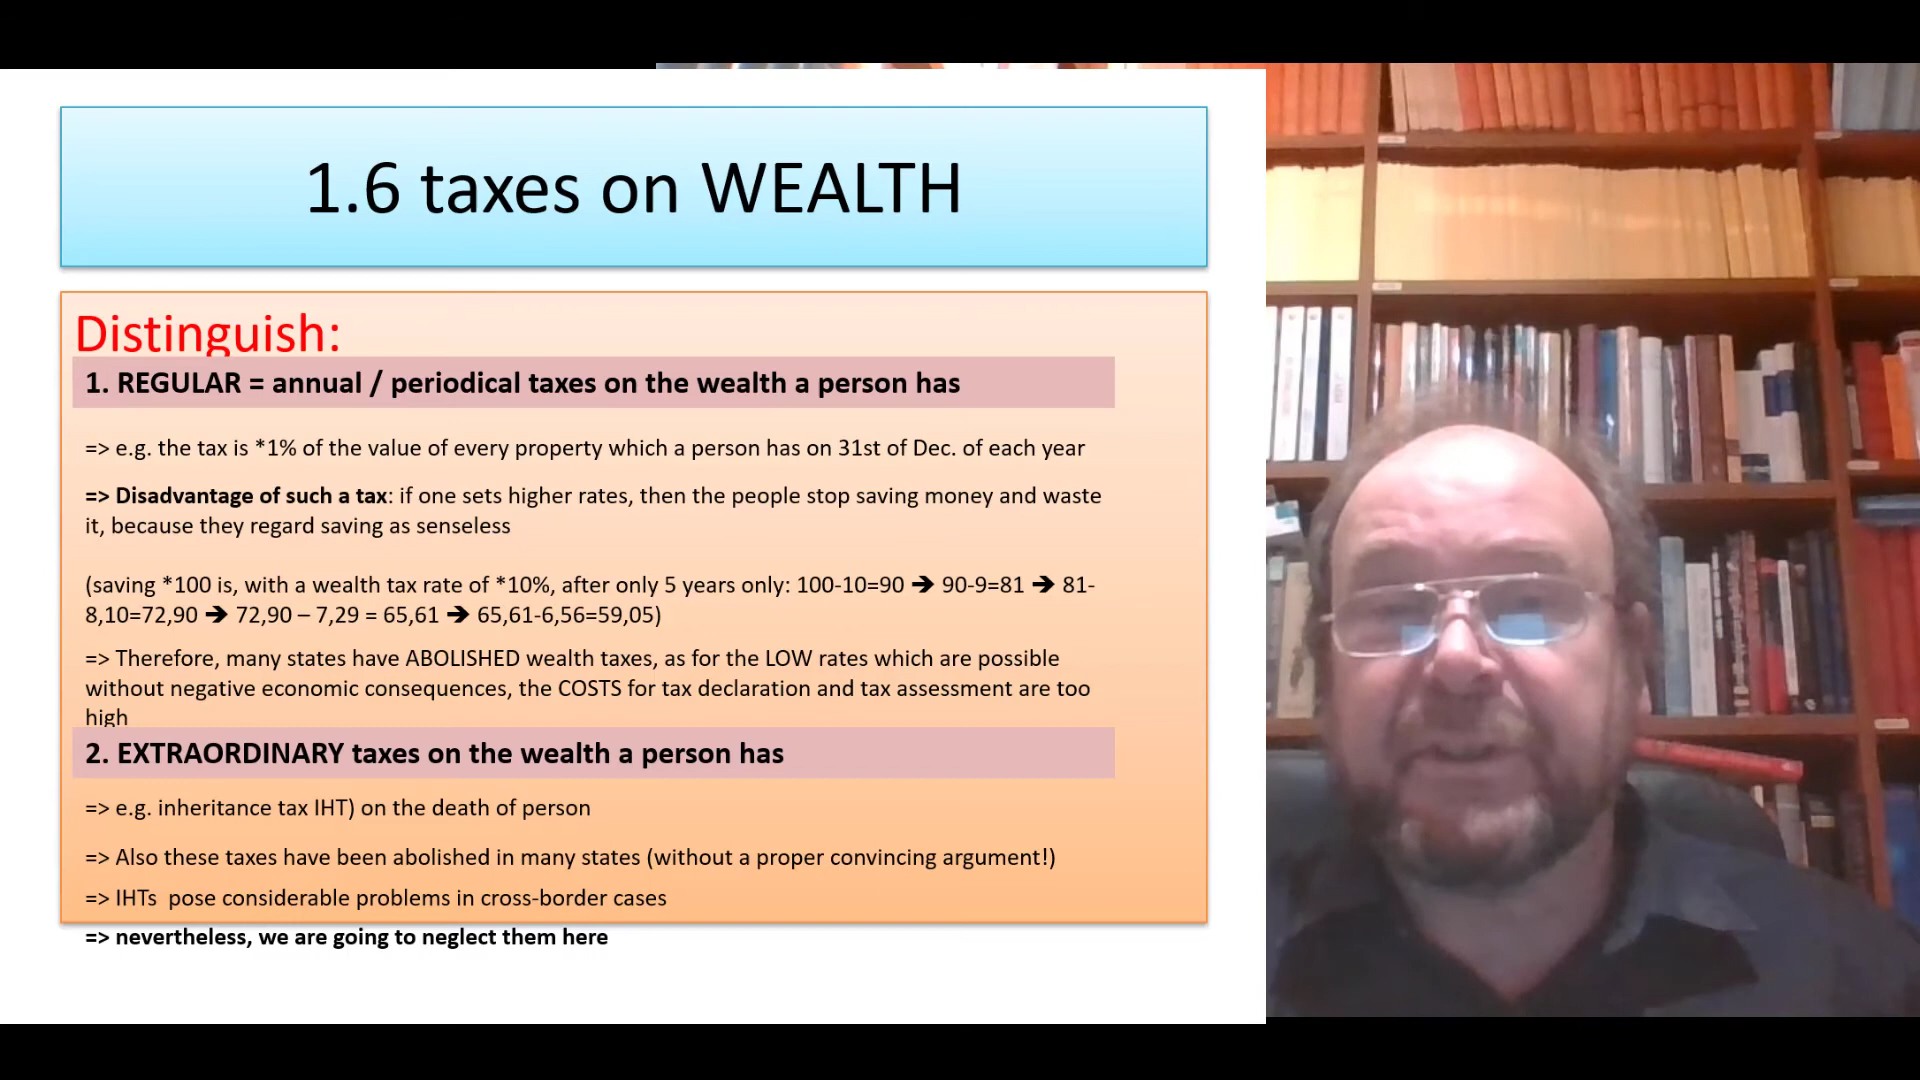 1.6 taxes on WEALTH
Distinguish:
1. REGULAR = annual / periodical taxes on the wealth a person has
=> e.g. the tax is *1% of the value of every property which a person has on 31st of Dec. of each year
=> Disadvantage of such a tax: if one sets higher rates, then the people stop saving money and waste
it, because they regard saving as senseless
(saving *100 is, with a wealth tax rate of *10%, after only 5 years only: 100-10=90 🡺 90-9=81 🡺 81-
8,10=72,90 🡺 72,90 – 7,29 = 65,61 🡺 65,61-6,56=59,05)
=> Therefore, many states have ABOLISHED wealth taxes, as for the LOW rates which are possible
without negative economic consequences, the COSTS for tax declaration and tax assessment are too
high
2. EXTRAORDINARY taxes on the wealth a person has
=> e.g. inheritance tax IHT) on the death of person
=> Also these taxes have been abolished in many states (without a proper convincing argument!)
=> IHTs  pose considerable problems in cross-border cases
=> nevertheless, we are going to neglect them here